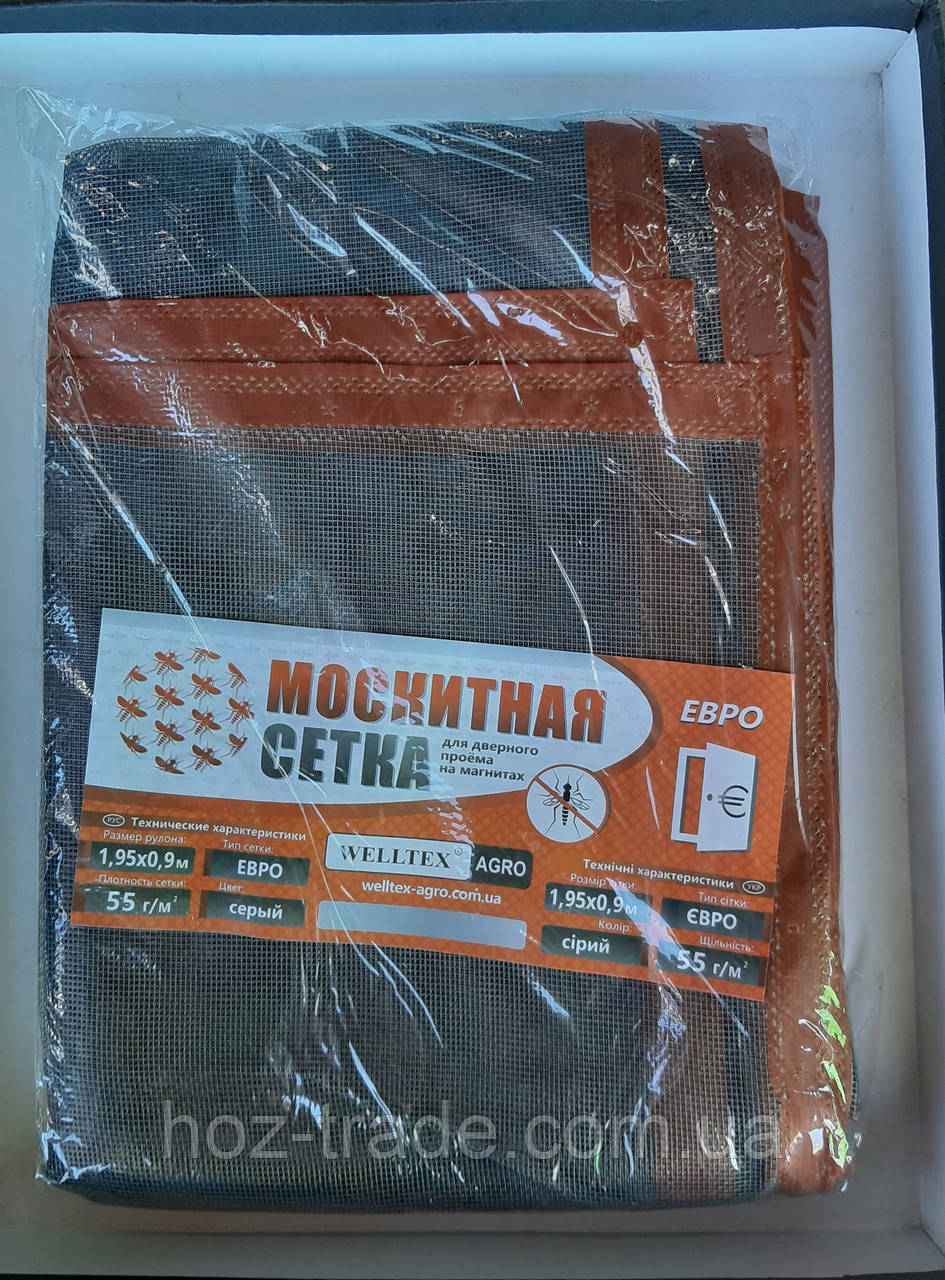 МОСКИТНАЯ
СЕТКА
для дверного
проёма
на магнитах
ЕВРО
€
РУС Технические характеристики
Размер рулона:
1,95х0,9м
Тип сетки:
ЕВРО
Плотность сетки:
55 г/м²
Цвет:
серый
WELLTEX®
AGRO
welltex-agro.com.ua
Технічні характеристики УКР
Розмір сітки:
1,95х0,9м
Тип сітки:
ЄВРО
Колір:
сірий
Щільність:
55 г/м²
hoz-trade.com.ua